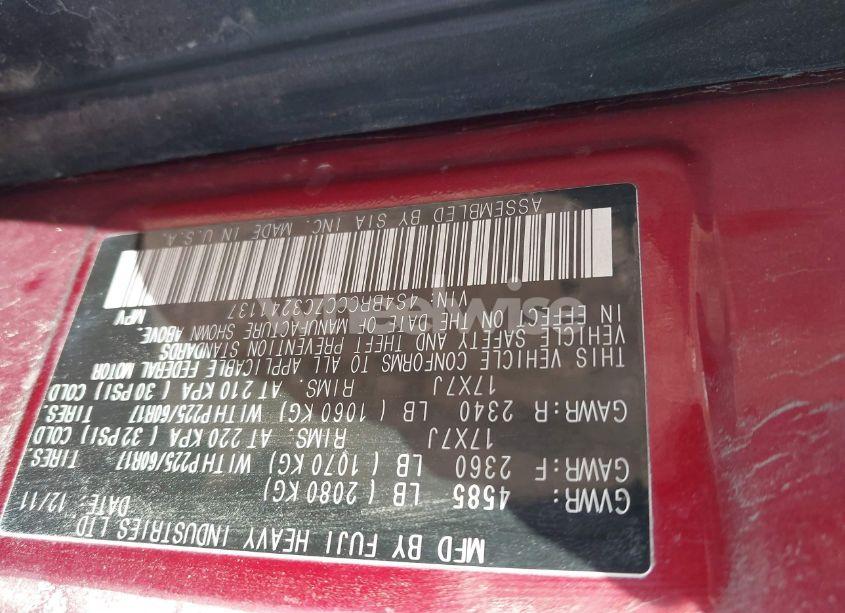 MFD BY FUJI HEAVY INDUSTRIES LTD
DATE: 12/11
GVWR: 4585 LB ( 2080 KG)
GAWR:F 2360 LB ( 1070 KG) TIRES.
WITHP225/60R17
17X7J RIMS. AT 220 KPA ( 32 PSI) COLD
GAWR:R 2340 LB ( 1060 KG) TIRES.
WITHP225/60R17
17X7J RIMS. AT 210 KPA ( 30 PSI) COLD
THIS VEHICLE CONFORMS TO ALL APPLICABLE FEDERAL MOTOR
VEHICLE SAFETY AND THEFT PREVENTION STANDARDS
IN EFFECT ON THE DATE OF MANUFACTURE SHOWN ABOVE.
VIN: 4S4BRCCC7C3241137 MPV
ASSEMBLED BY SIA INC. MADE IN U.S.A.